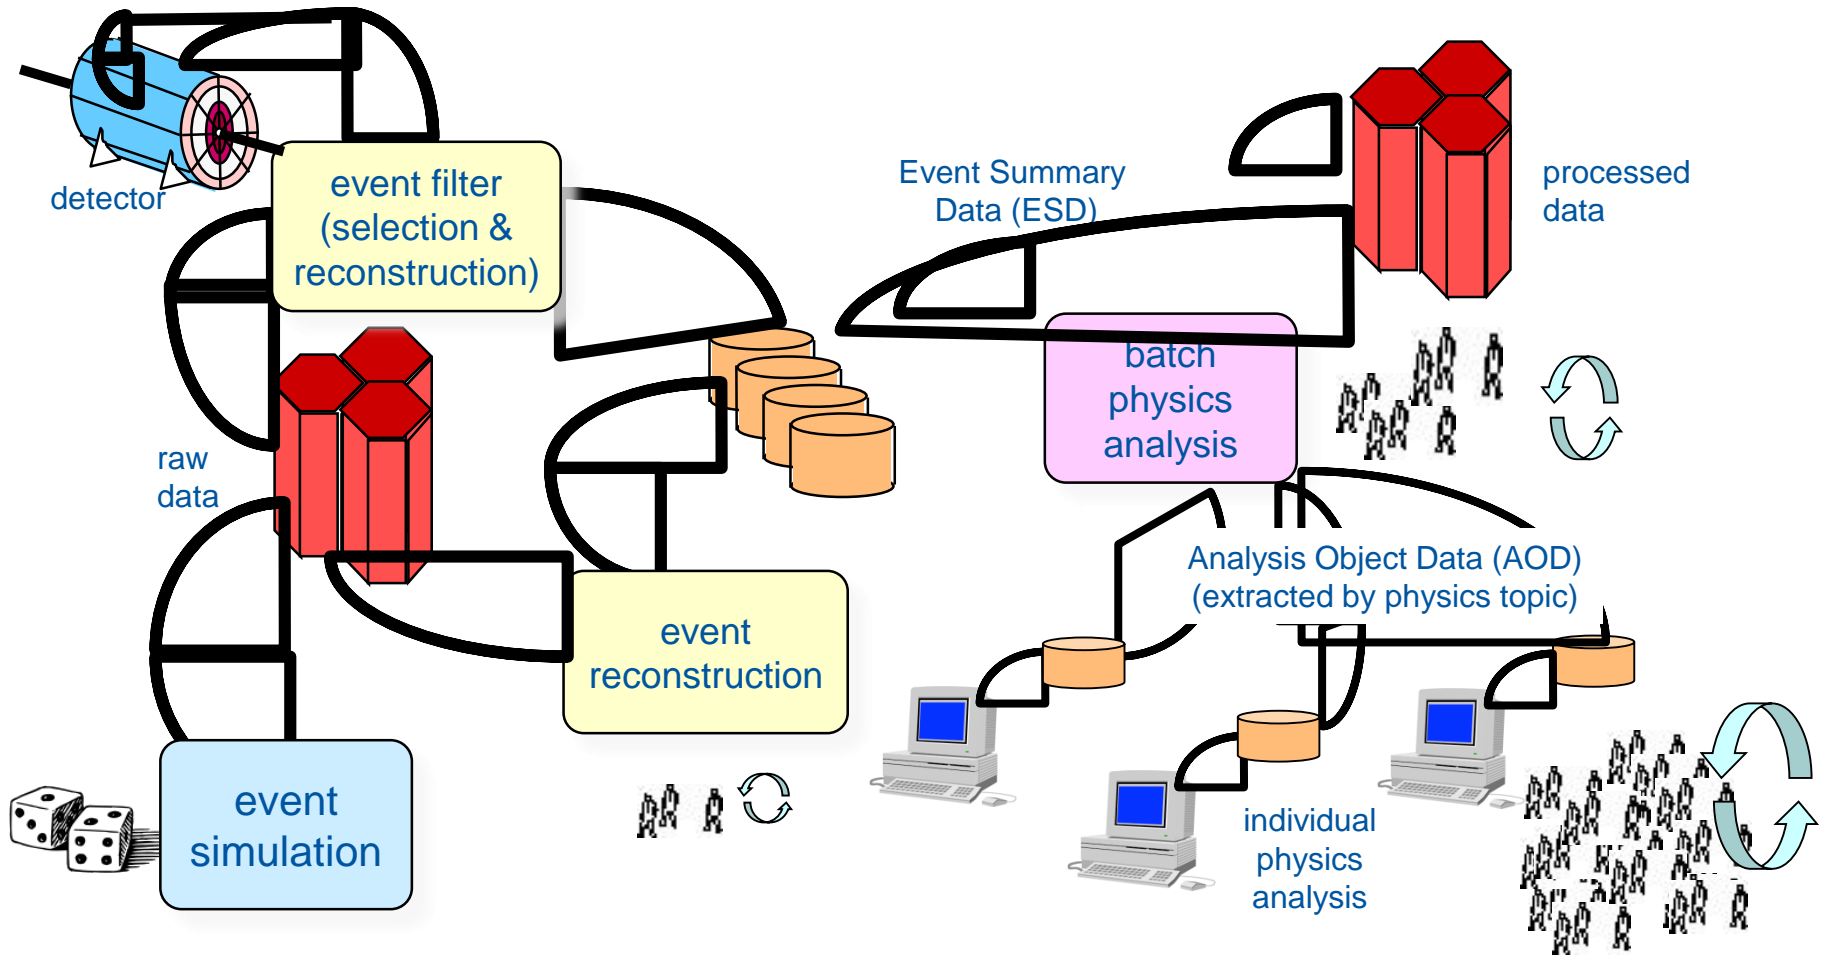 detector
event filter
(selection &
reconstruction)
Event Summary
Data (ESD)
processed
data
batch
physics
analysis
raw
data
Analysis Object Data (AOD)
(extracted by physics topic)
event
reconstruction
event
simulation
individual
physics
analysis